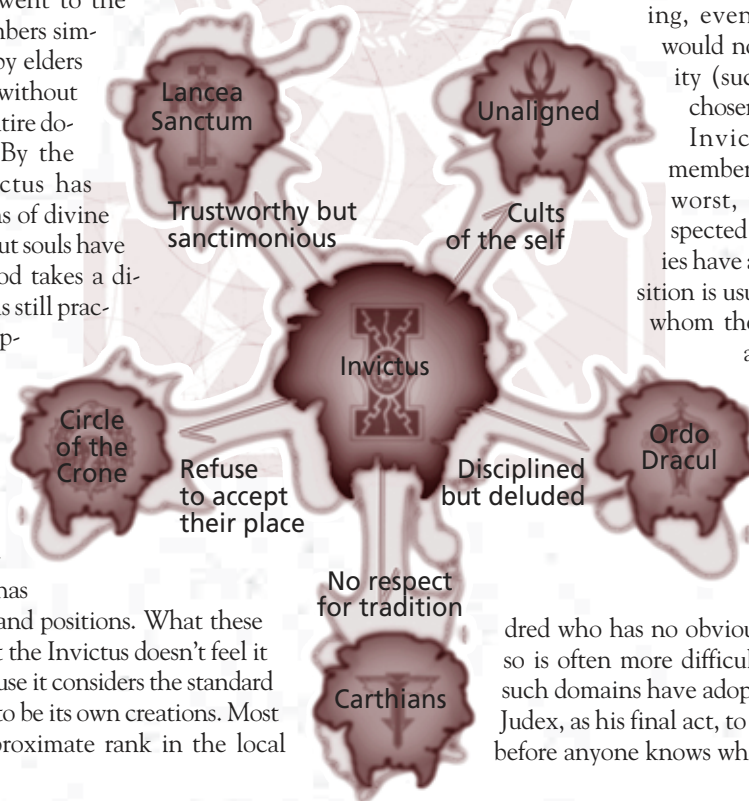 went to the
mbers sim-
by elders
without
tire do-
By the
ctus has
s of divine
ut souls have
od takes a di-
is still prac-
p-
Lancea
Sanctum
Trustworthy but
sanctimonious
Unaligned
Cults
of the self
Invictus
Circle
of the
Crone
Refuse
to accept
their place
Ordo
Dracul
Disciplined
but deluded
No respect
for tradition
Carthians
ing, even
would no
ity (suc
chosen
Invic
member
worst,
spected
ies have a
sition is usu
whom the
a
has
and positions. What these
t the Invictus doesn't feel it
use it considers the standard
to be its own creations. Most
proximate rank in the local
dred who has no obviou
so is often more difficul
such domains have adop
Judex, as his final act, to
before anyone knows wh